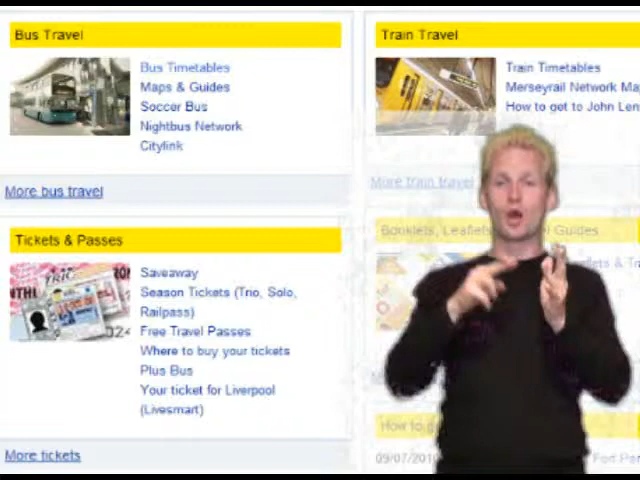 Bus Travel
Bus Timetables
Maps & Guides
Soccer Bus
Nightbus Network
Citylink
More bus travel
Tickets & Passes
Saveaway
Season Tickets (Trio, Solo,
Railpass)
Free Travel Passes
Where to buy your tickets
Plus Bus
Your ticket for Liverpool
(Livesmart)
More tickets
Train Travel
Train Timetables
Merseyrail Network Ma
How to get to John Len
More train travel
Booklets, Leaflets Guides
How to g
09/07/2010